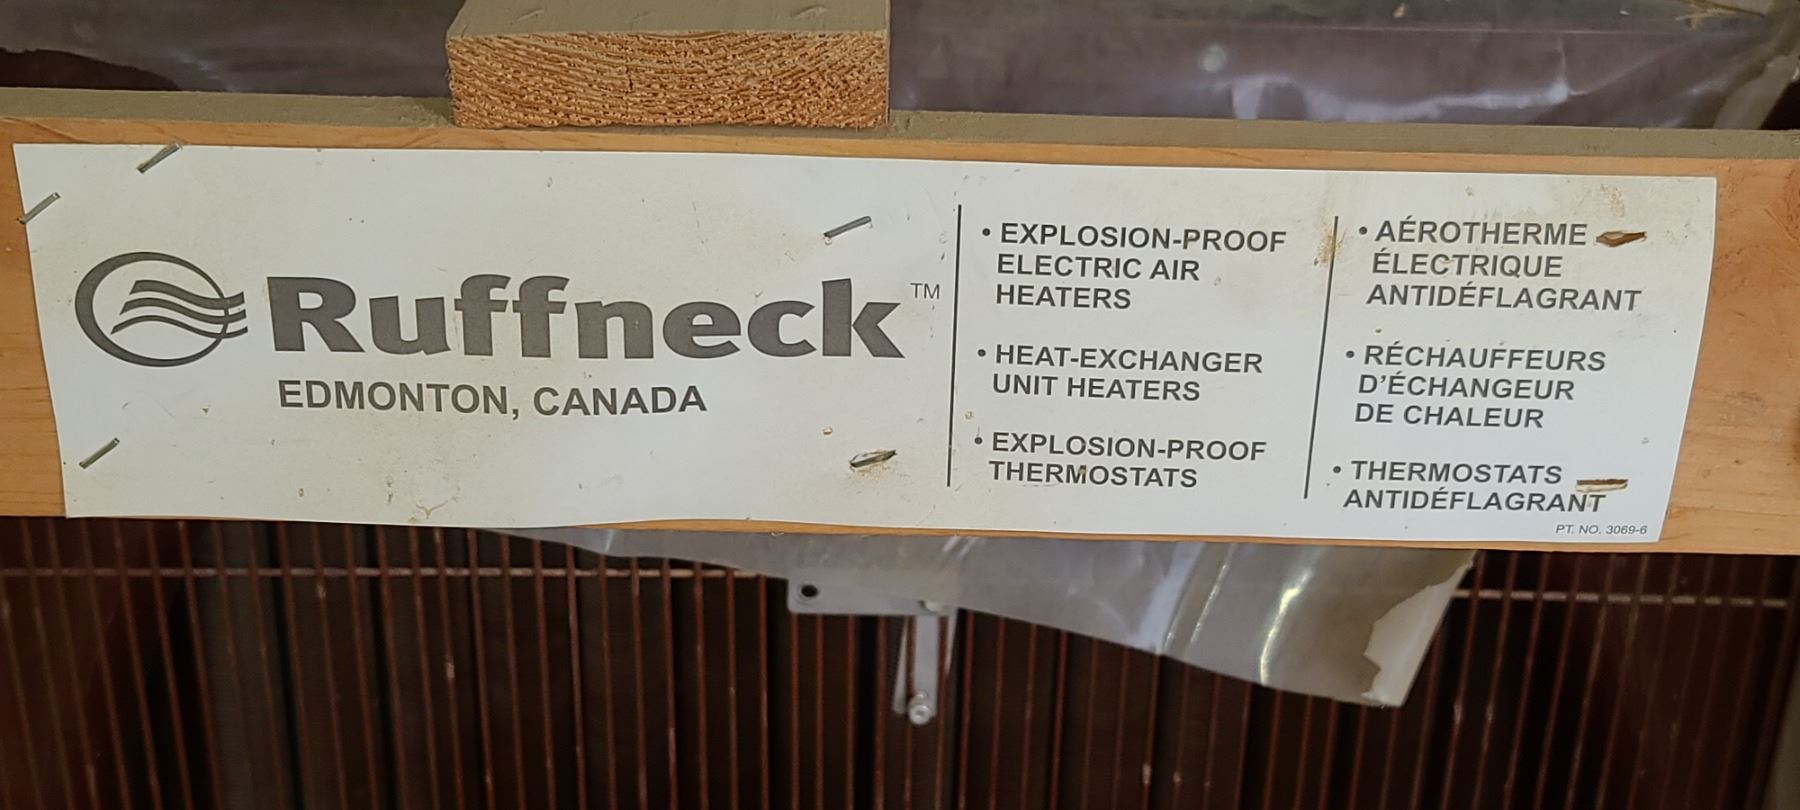 Ruffneck™
EDMONTON, CANADA
• EXPLOSION-PROOF
ELECTRIC AIR
HEATERS
• HEAT-EXCHANGER
UNIT HEATERS
• EXPLOSION-PROOF
THERMOSTATS
• AÉROTHERME
ÉLECTRIQUE
ANTIDÉFLAGRANT
• RÉCHAUFFEURS
D'ÉCHANGEUR
DE CHALEUR
• THERMOSTATS
ANTIDÉFLAGRANT
PT. NO. 3069-6